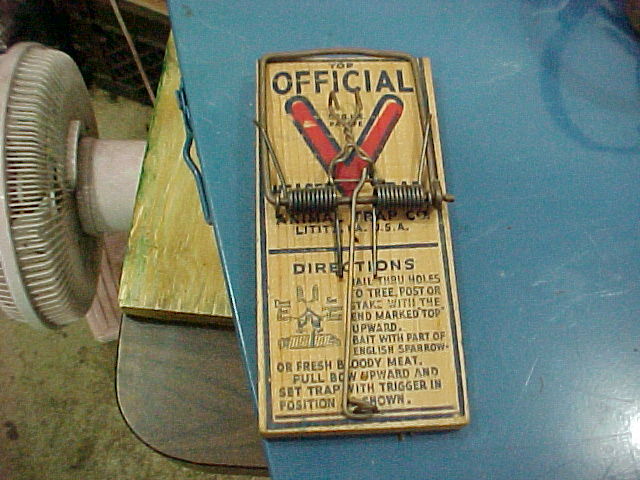 TOP
OFFICIAL
ANIMAL TRAP CO.
LITITZ PA. U.S.A.
DIRECTIONS
NAIL THRU HOLES
TO TREE, POST OR
STAKE WITH THE
END MARKED "TOP"
UPWARD.
BAIT WITH PART OF
ENGLISH SPARROW
OR FRESH BLOODY MEAT.
PULL BOW UPWARD AND
SET TRAP WITH TRIGGER IN
POSITION SHOWN.